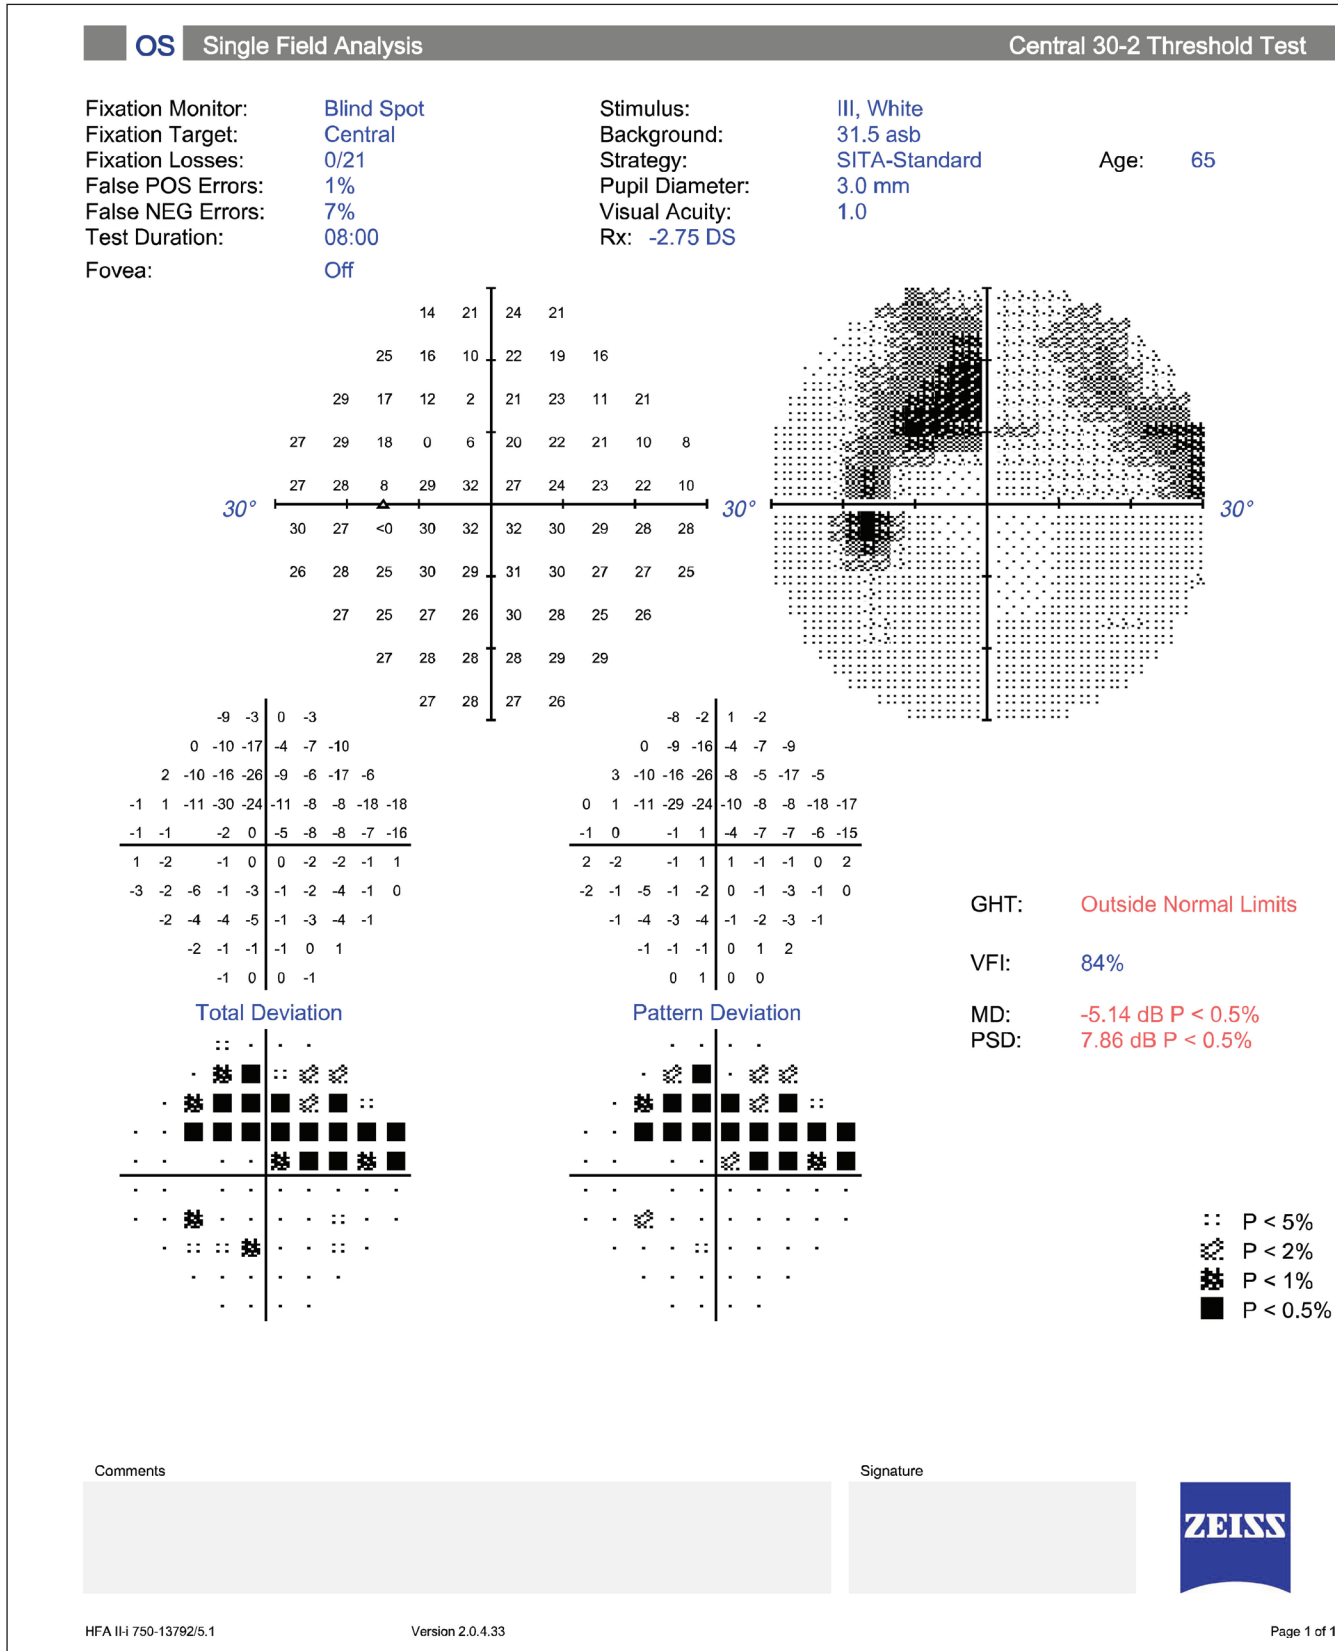 OS Single Field Analysis Central 30-2 Threshold Test
Fixation Monitor: Blind Spot Stimulus: III, White
Fixation Target: Central Background: 31.5 asb
Fixation Losses: 0/21 Strategy: SITA-Standard Age: 65
False POS Errors: 1% Pupil Diameter: 3.0 mm
False NEG Errors: 7% Visual Acuity: 1.0
Test Duration: 08:00 Rx: -2.75 DS
Fovea: Off
14 21 24 21
25 16 10 22 19 16
29 17 12 2 21 23 11 21
27 29 18 0 6 20 22 21 10 8
27 28 8 29 32 27 24 23 22 10
30° 30° 30°
30 27 <0 30 32 32 30 29 28 28
26 28 25 30 29 31 30 27 27 25
27 25 27 26 30 28 25 26
27 28 28 28 29 29
27 28 27 26
-9 -3 0 -3 -8 -2 1 -2
0 -10 -17 -4 -7 -10 0 -9 -16 -4 -7 -9
2 -10 -16 -26 -9 -6 -17 -6 3 -10 -16 -26 -8 -5 -17 -5
-1 1 -11 -30 -24 -11 -8 -8 -18 -18 0 1 -11 -29 -24 -10 -8 -8 -18 -17
-1 -1 -2 0 -5 -8 -8 -7 -16 -1 0 -1 1 -4 -7 -7 -6 -15
1 -2 -1 0 0 -2 -2 -1 1 2 -2 -1 1 1 -1 -1 0 2
-3 -2 -6 -1 -3 -1 -2 -4 -1 0 -2 -1 -5 -1 -2 0 -1 -3 -1 0
-2 -4 -4 -5 -1 -3 -4 -1 -1 -4 -3 -4 -1 -2 -3 -1
-2 -1 -1 -1 0 1 -1 -1 -1 0 1 2
-1 0 0 -1 0 1 0 0
GHT: Outside Normal Limits
VFI: 84%
MD: -5.14 dB P < 0.5%
PSD: 7.86 dB P < 0.5%
Total Deviation Pattern Deviation
P < 5%
P < 2%
P < 1%
P < 0.5%
Comments Signature
ZEISS
HFA II-i 750-13792/5.1 Version 2.0.4.33 Page 1 of 1